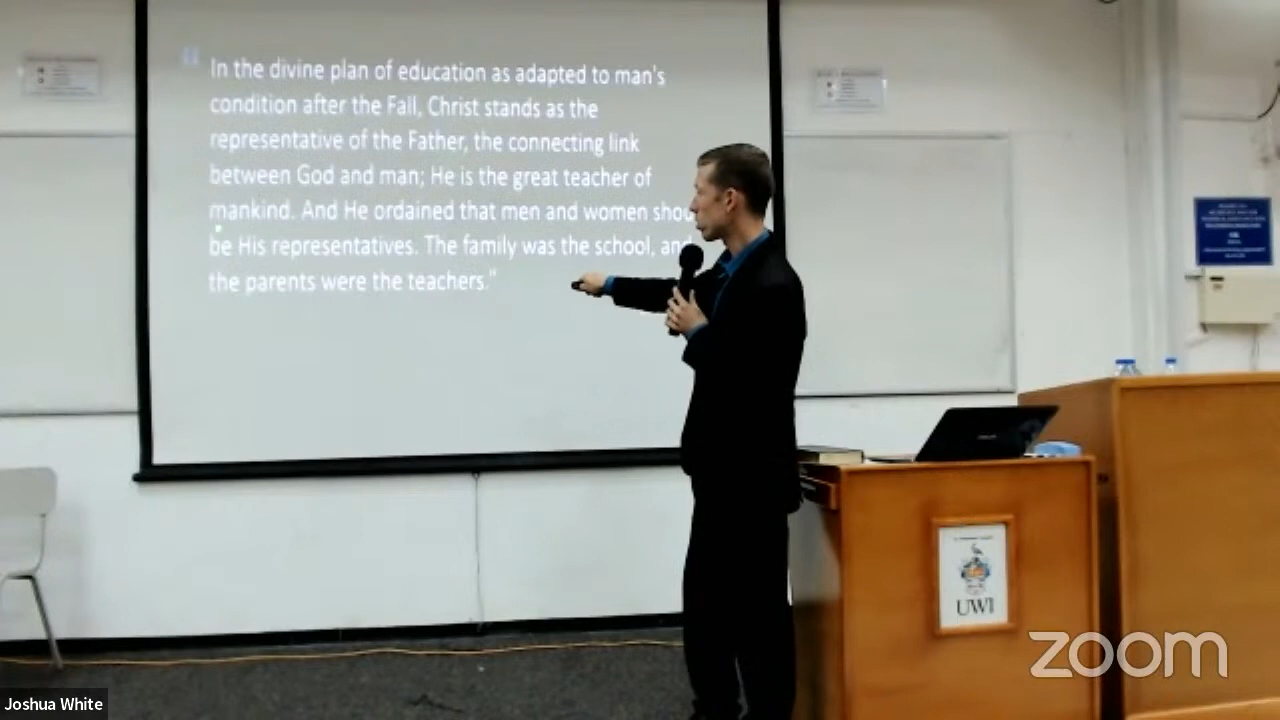 In the divine plan of education as adapted to man's
condition after the Fall, Christ stands as the
representative of the Father, the connecting link
between God and man; He is the great teacher of
mankind. And He ordained that men and women shou
be His representatives. The family was the school, and
the parents were the teachers."
UWI
zoom
Joshua White